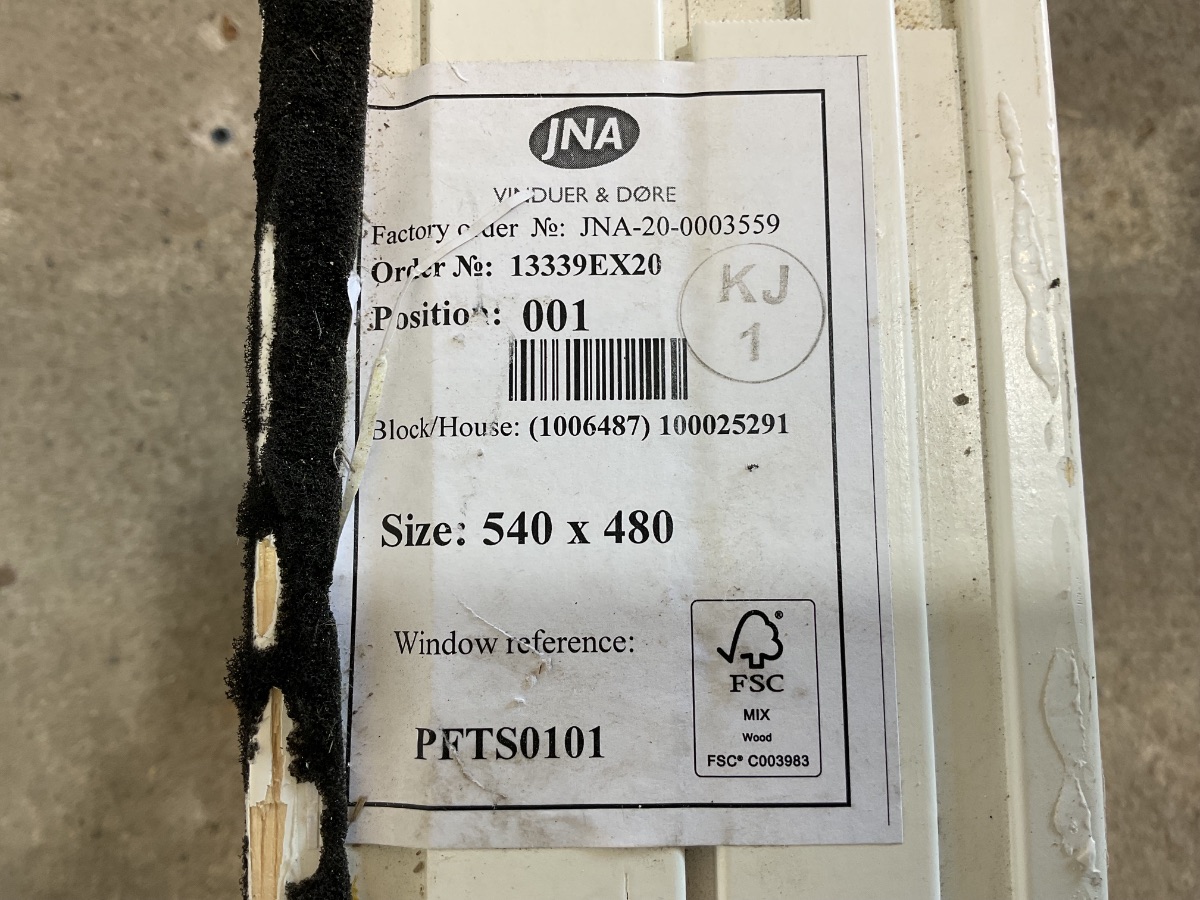 JNA
VINDUER & DØRE
Factory order №: JNA-20-0003559
Order №: 13339EX20
Position: 001
KJ
1
Block/House: (1006487) 100025291
Size: 540 x 480
Window reference:
PFTS0101
®
FSC
MIX
Wood
FSC® C003983